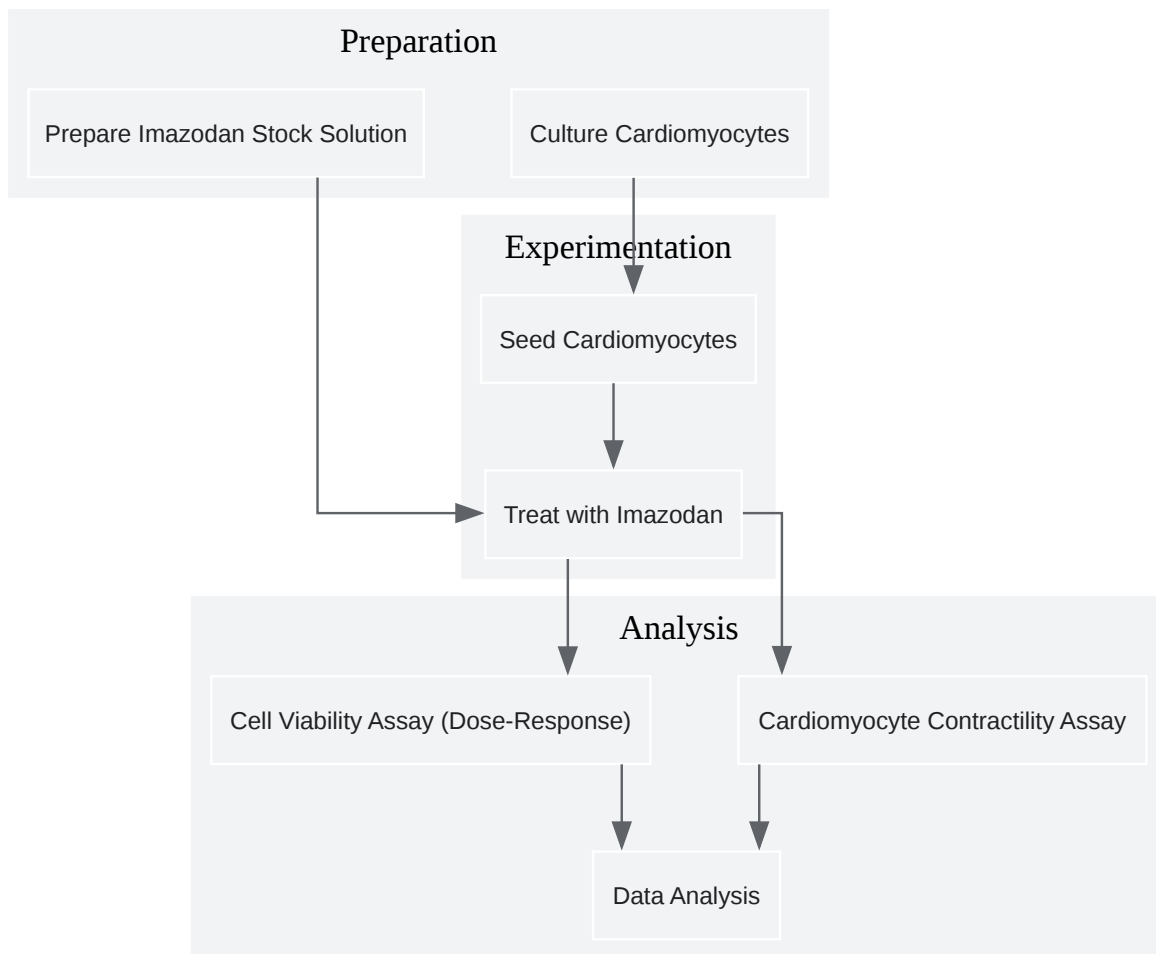 Preparation
Prepare Imazodan Stock Solution
Culture Cardiomyocytes
Experimentation
Seed Cardiomyocytes
Treat with Imazodan
Analysis
Cell Viability Assay (Dose-Response)
Cardiomyocyte Contractility Assay
Data Analysis